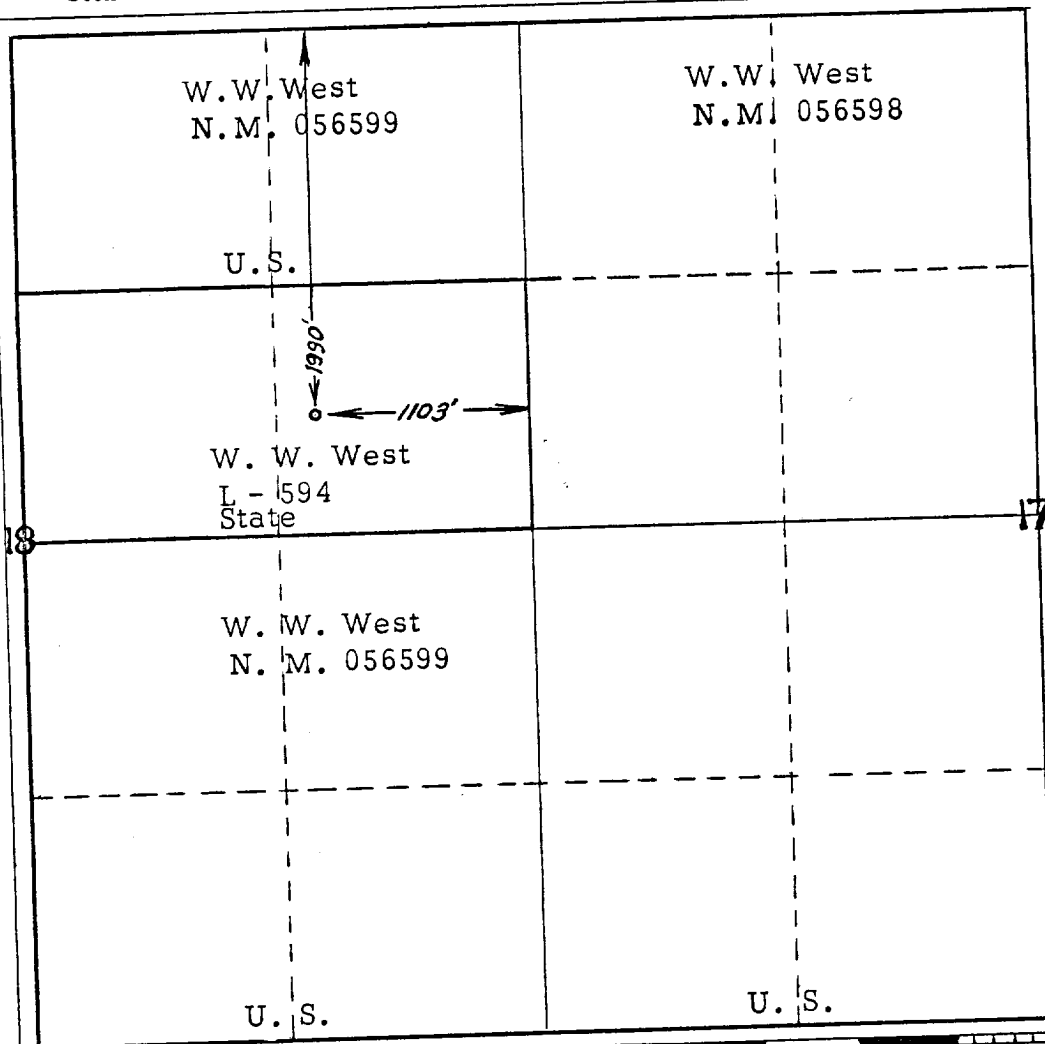 W.W. West
N.M. 056599
W.W. West
N.M. 056598
U.S.
1990'
1103'
W. W. West
L - 594
State
18
17
W. W. West
N. M. 056599
U. S.
U. S.